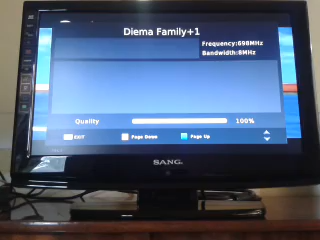 Diema Family+1
Frequency:698MHz
Bandwidth:8MHz
Quality 100%
EXIT Page Down Page Up
SANG